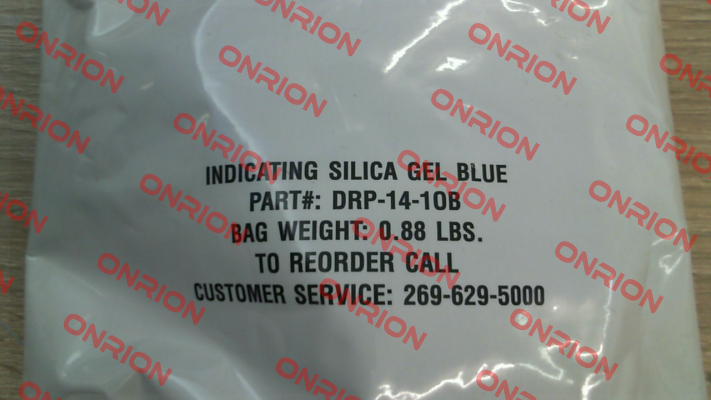 INDICATING SILICA GEL BLUE
PART#: DRP-14-10B
BAG WEIGHT: 0.88 LBS.
TO REORDER CALL
CUSTOMER SERVICE: 269-629-5000
ONRION